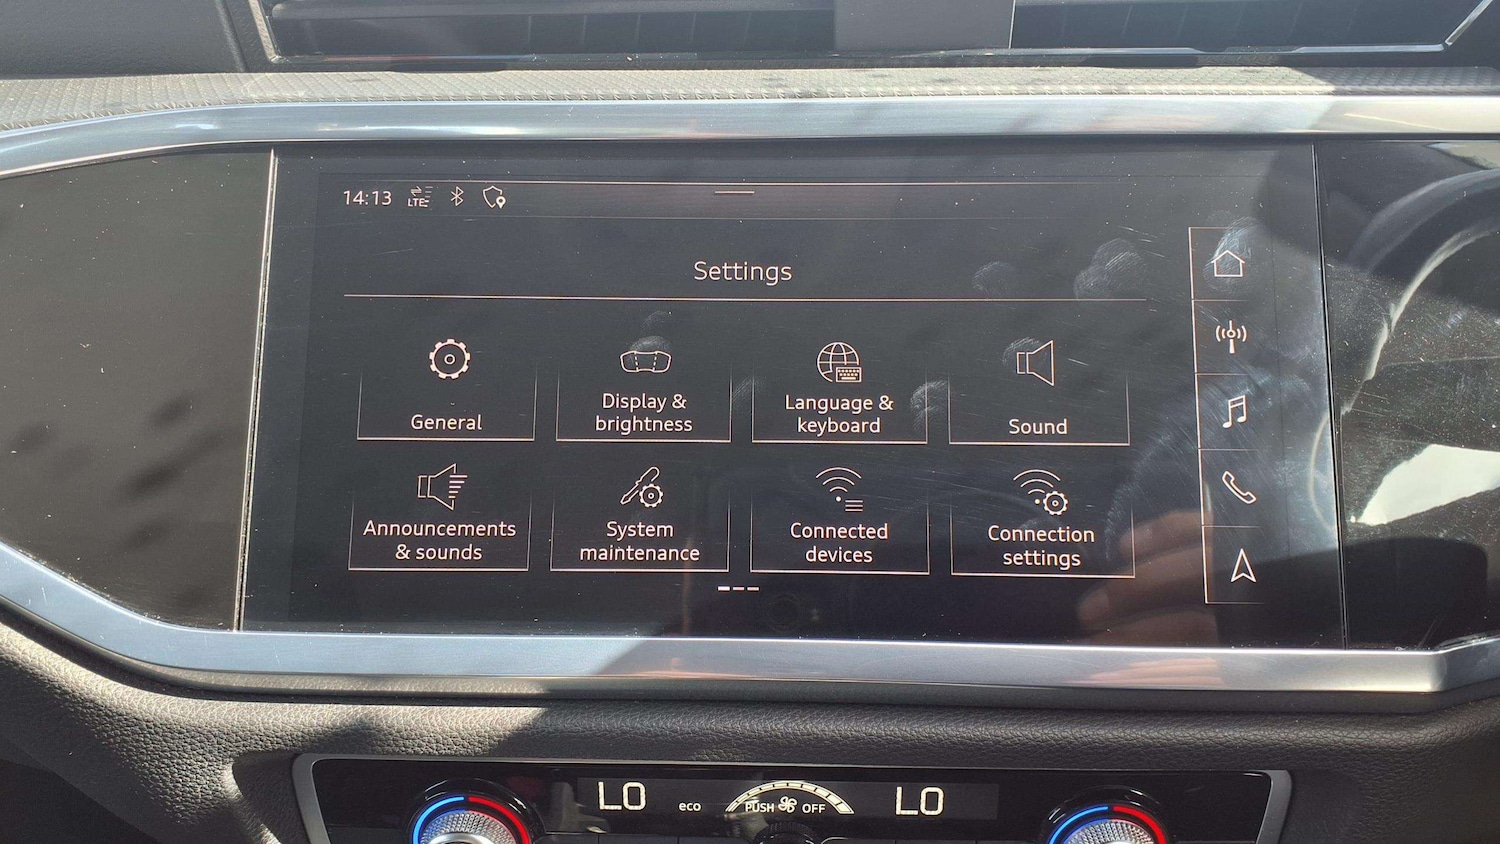 14:13 LTE
Settings
General
Display &
brightness
Language &
keyboard
Sound
Announcements
& sounds
System
maintenance
Connected
devices
Connection
settings
LO eco PUSH OFF LO